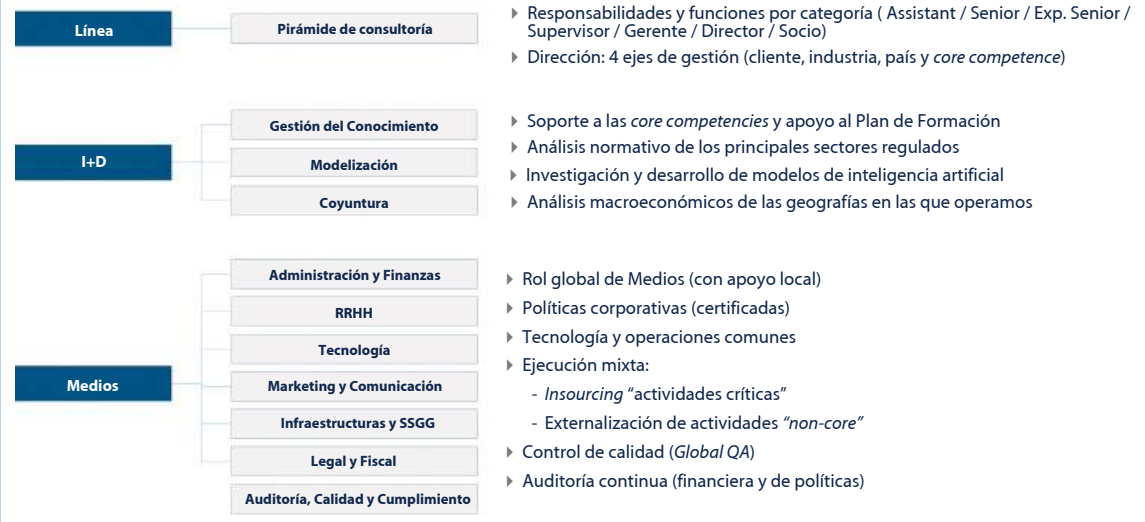 Línea
Pirámide de consultoría
Responsabilidades y funciones por categoría ( Assistant / Senior / Exp. Senior /
Supervisor / Gerente / Director / Socio)
Dirección: 4 ejes de gestión (cliente, industria, país y core competence)
I+D
Gestión del Conocimiento
Modelización
Coyuntura
Soporte a las core competencies y apoyo al Plan de Formación
Análisis normativo de los principales sectores regulados
Investigación y desarrollo de modelos de inteligencia artificial
Análisis macroeconómicos de las geografías en las que operamos
Medios
Administración y Finanzas
RRHH
Tecnología
Marketing y Comunicación
Infraestructuras y SSGG
Legal y Fiscal
Auditoría, Calidad y Cumplimiento
Rol global de Medios (con apoyo local)
Políticas corporativas (certificadas)
Tecnología y operaciones comunes
Ejecución mixta:
- Insourcing “actividades críticas”
- Externalización de actividades “non-core”
Control de calidad (Global QA)
Auditoría continua (financiera y de políticas)